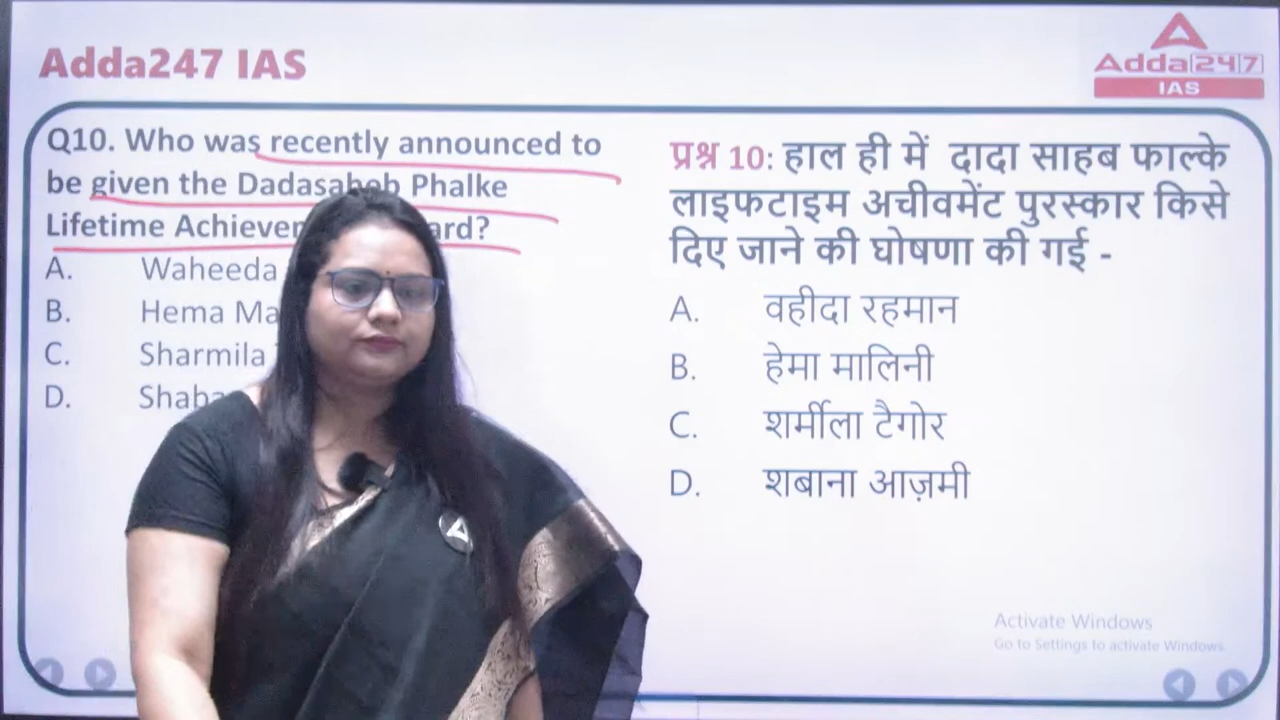 Adda247 IAS
Adda247
IAS
Q10. Who was recently announced to
be given the Dadasaheb Phalke
Lifetime Achiever ard?
A. Waheeda
B. Hema Ma
C. Sharmila
D. Shaba
प्रश्न 10: हाल ही में दादा साहब फाल्के
लाइफटाइम अचीवमेंट पुरस्कार किसे
दिए जाने की घोषणा की गई -
A. वहीदा रहमान
B. हेमा मालिनी
C. शर्मीला टैगोर
D. शबाना आज़मी
Activate Windows
Go to Settings to activate Windows.